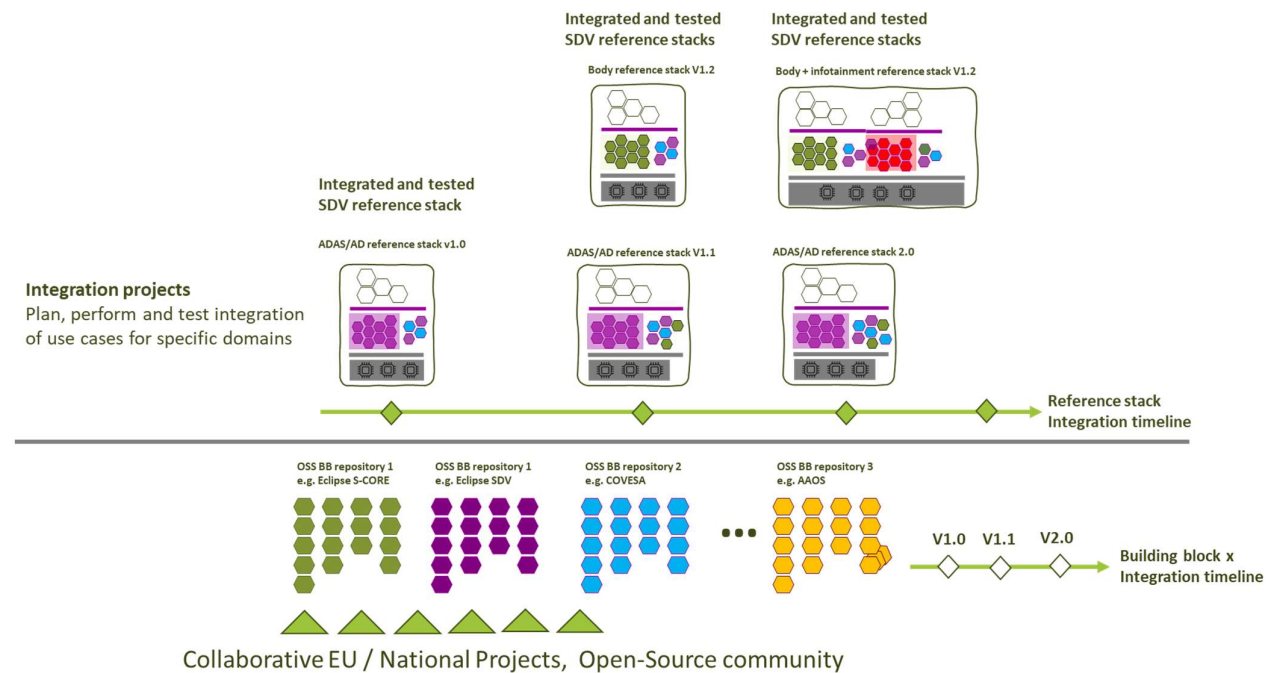 Integrated and tested
SDV reference stacks
Body reference stack V1.2
Integrated and tested
SDV reference stacks
Body + infotainment reference stack V1.2
Integrated and tested
SDV reference stack
ADAS/AD reference stack v1.0
ADAS/AD reference stack V1.1
ADAS/AD reference stack 2.0
Integration projects
Plan, perform and test integration
of use cases for specific domains
Reference stack
Integration timeline
OSS BB repository 1
e.g. Eclipse S-CORE
OSS BB repository 1
e.g. Eclipse SDV
OSS BB repository 2
e.g. COVESA
...
OSS BB repository 3
e.g. AAOS
V1.0
V1.1
V2.0
Building block x
Integration timeline
Collaborative EU / National Projects, Open-Source community